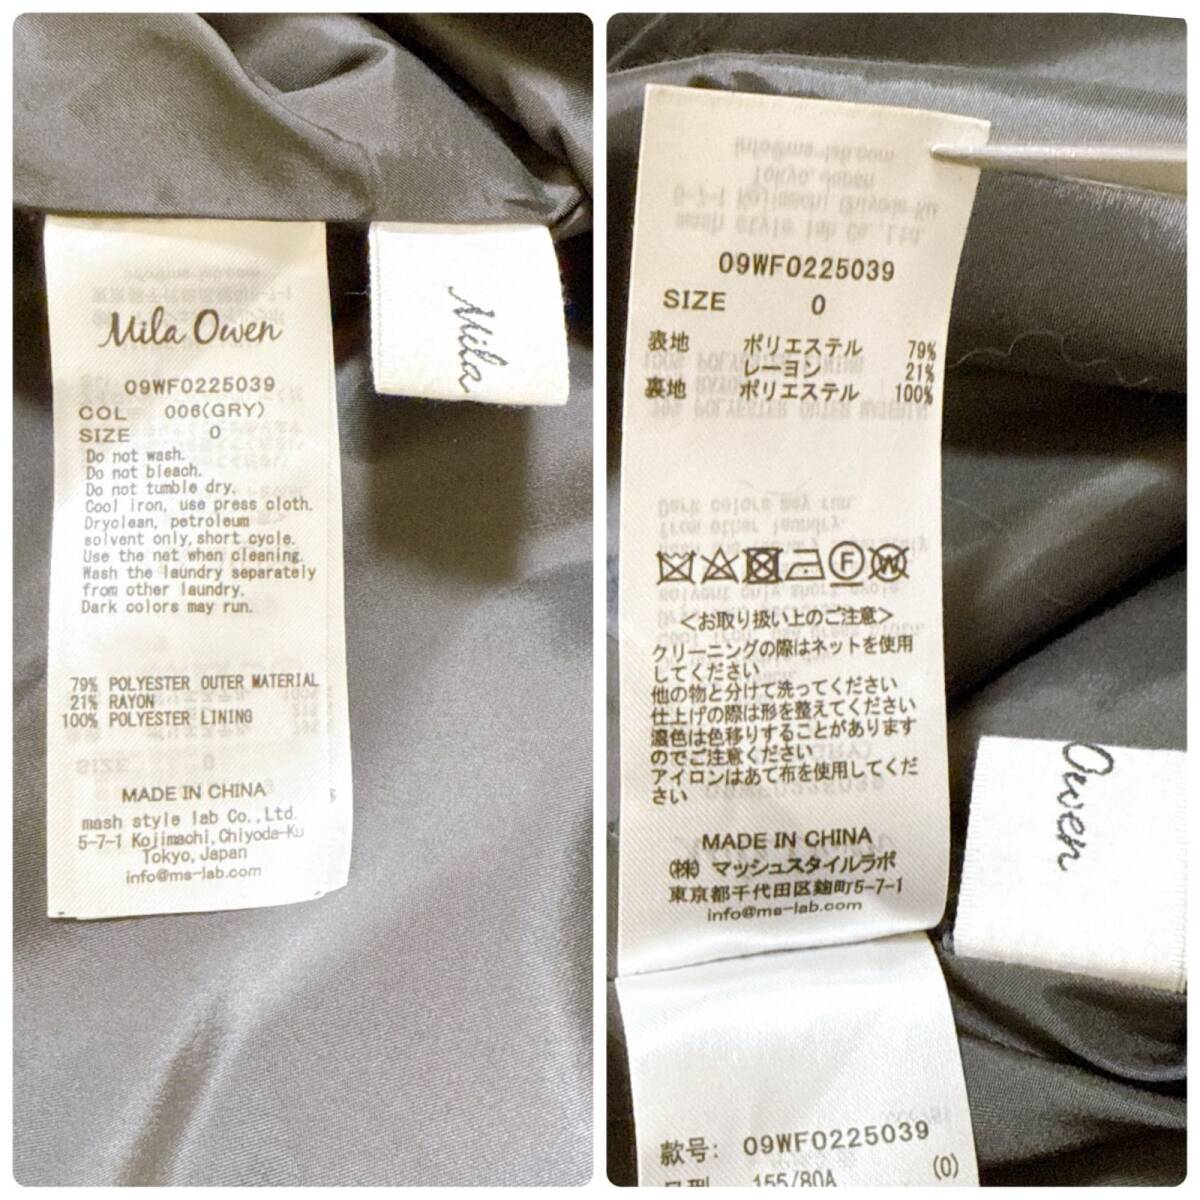 Mila Owen
09WF0225039
COL 006(GRY)
SIZE 0
Do not wash.
Do not bleach.
Do not tumble dry.
Cool iron, use press cloth.
Dryclean, petroleum
solvent only, short cycle.
Use the net when cleaning.
Wash the laundry separately
from other laundry.
Dark colors may run.
79% POLYESTER OUTER MATERIAL
21% RAYON
100% POLYESTER LINING
MADE IN CHINA
mash style lab Co.,Ltd.
5-7-1 Kojimachi,Chiyoda-Ku
Tokyo,Japan
info@ms-lab.com
Mila
09WF0225039
SIZE 0
表地 ポリエステル 79%
レーヨン 21%
裏地 ポリエステル 100%
F
W
<お取り扱い上のご注意>
クリーニングの際はネットを使用
してください
他の物と分けて洗ってください
仕上げの際は形を整えてください
濃色は色移りすることがあります
のでご注意ください
アイロンはあて布を使用してくだ
さい
MADE IN CHINA
(株) マッシュスタイルラボ
東京都千代田区麹町5-7-1
info@ms-lab.com
Owen
款号: 09WF0225039
155/80A (0)